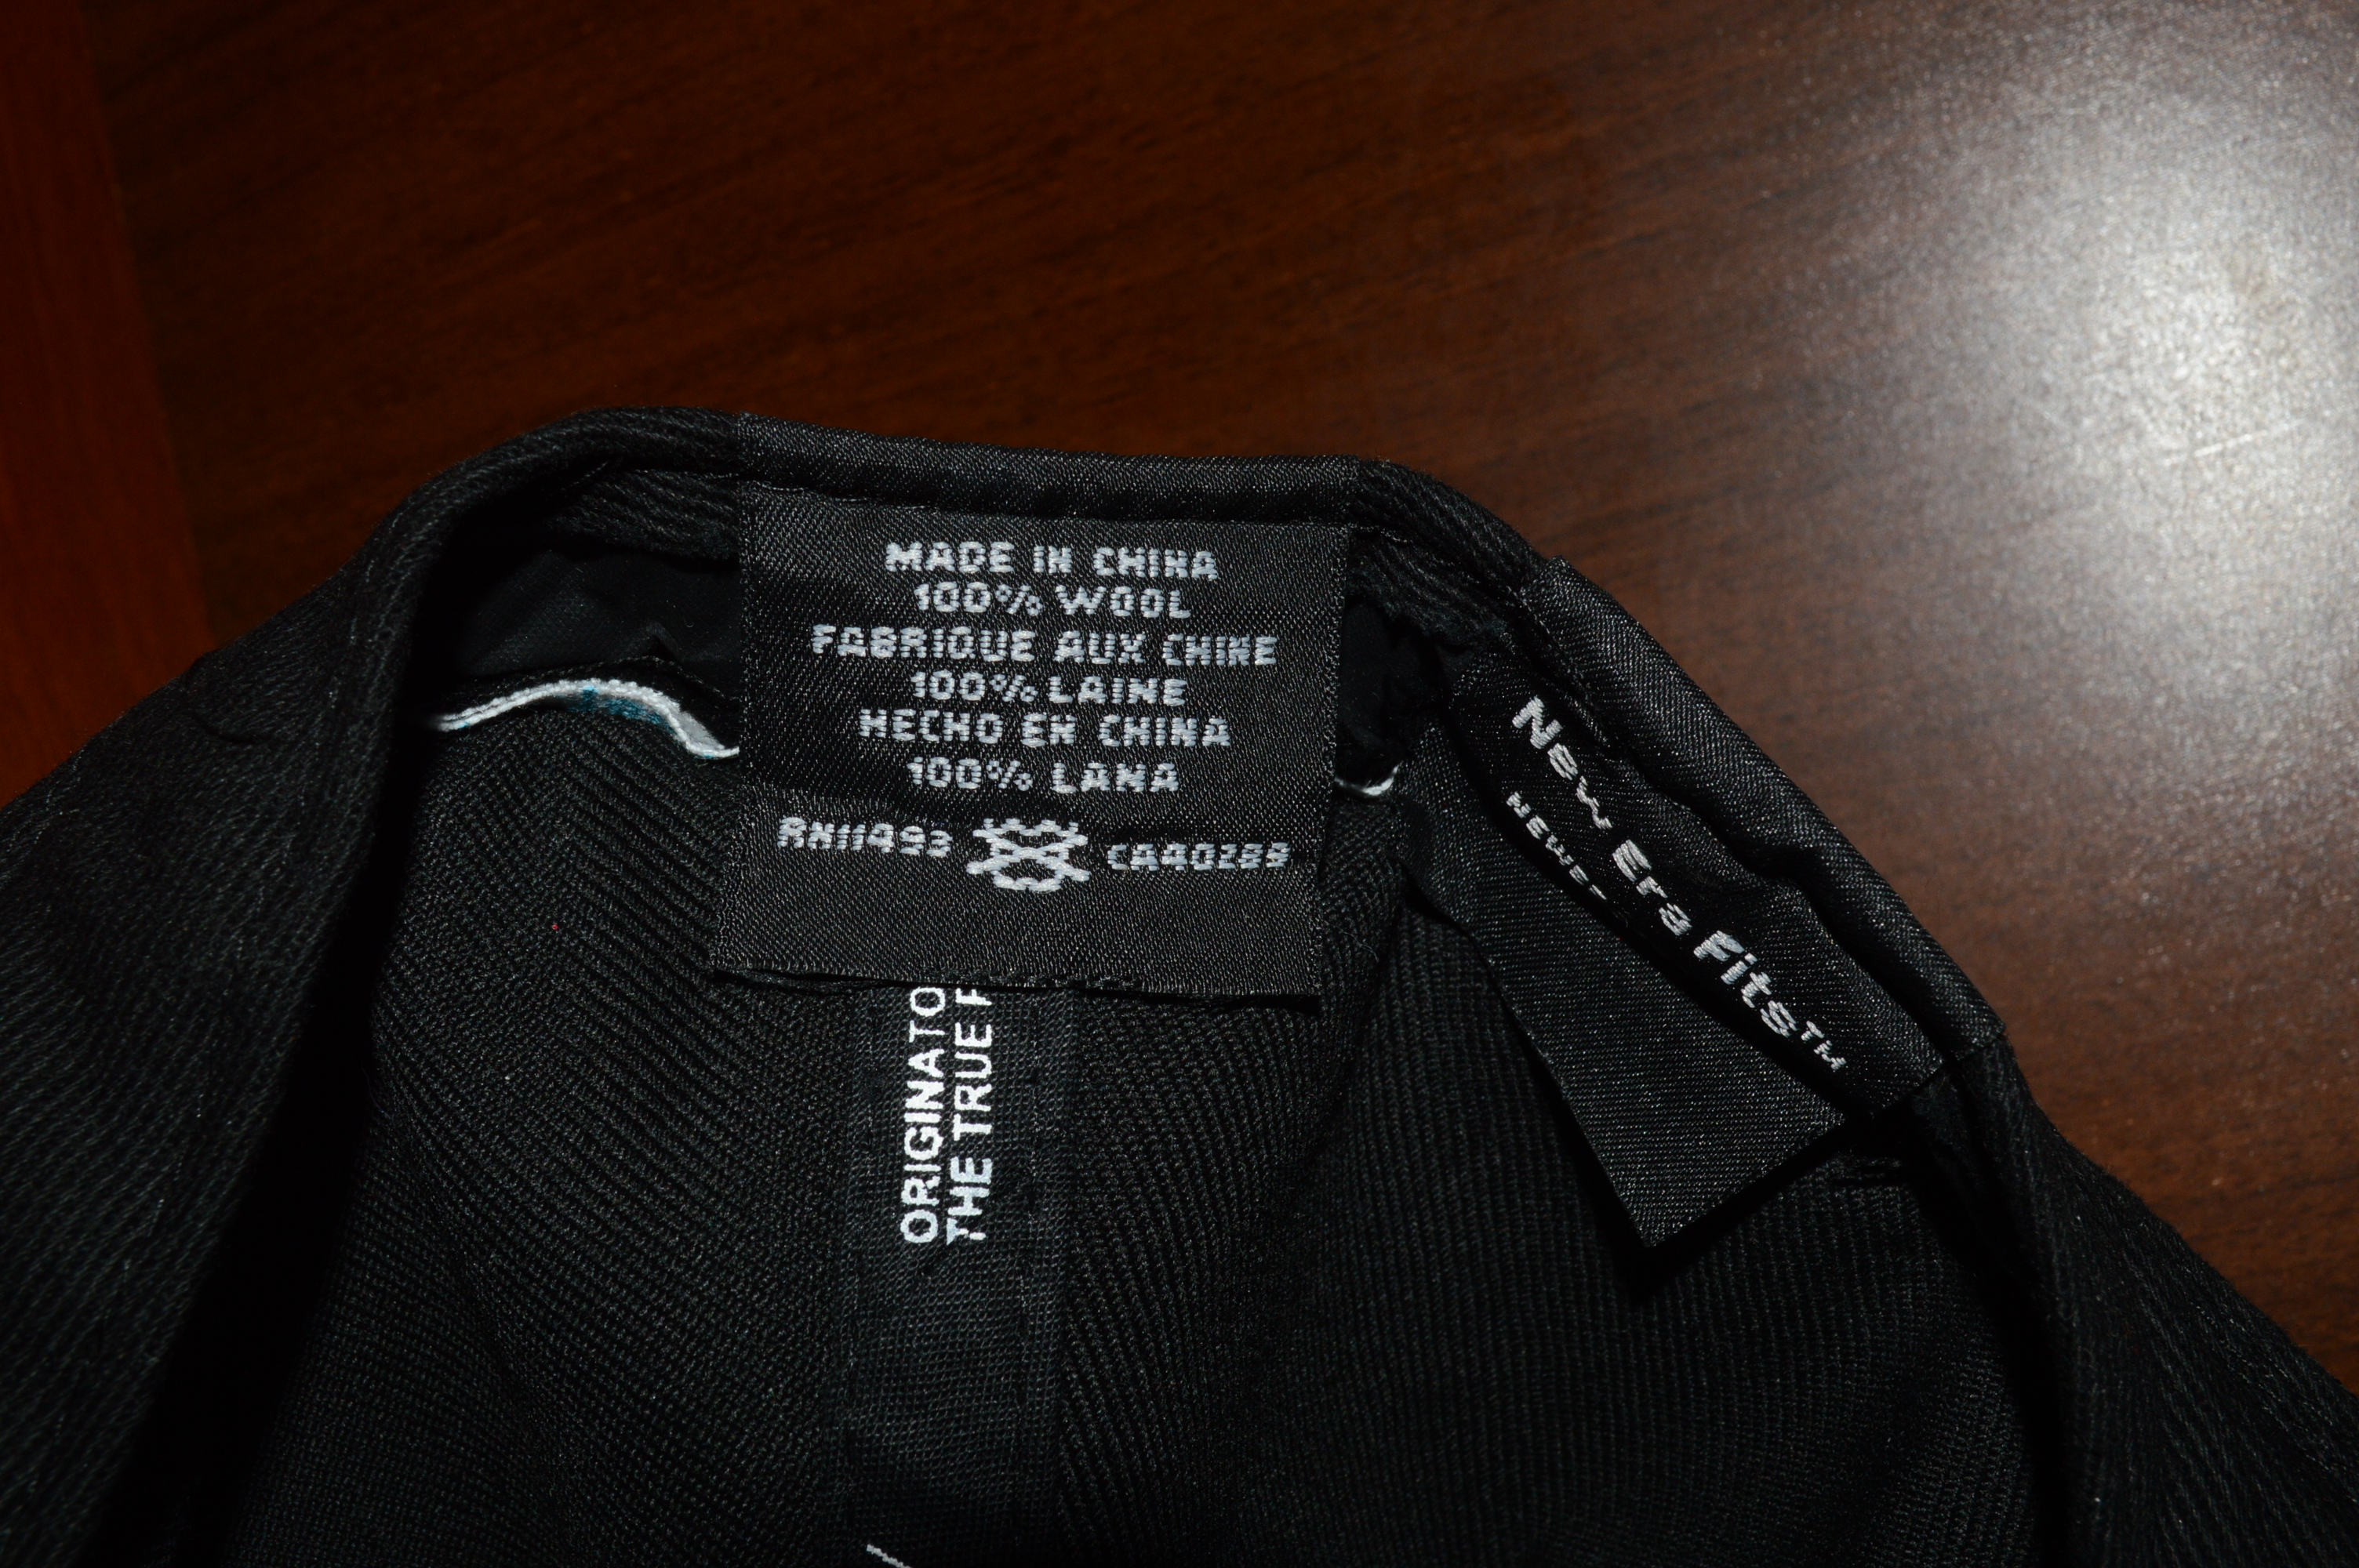 MADE IN CHINA
100% WOOL
FABRIQUE AUX CHINE
100% LAINE
HECHO EN CHINA
100% LANA
RN11493 CA40288
New Era Fits™
NEWER
ORIGINATO
THE TRUE F